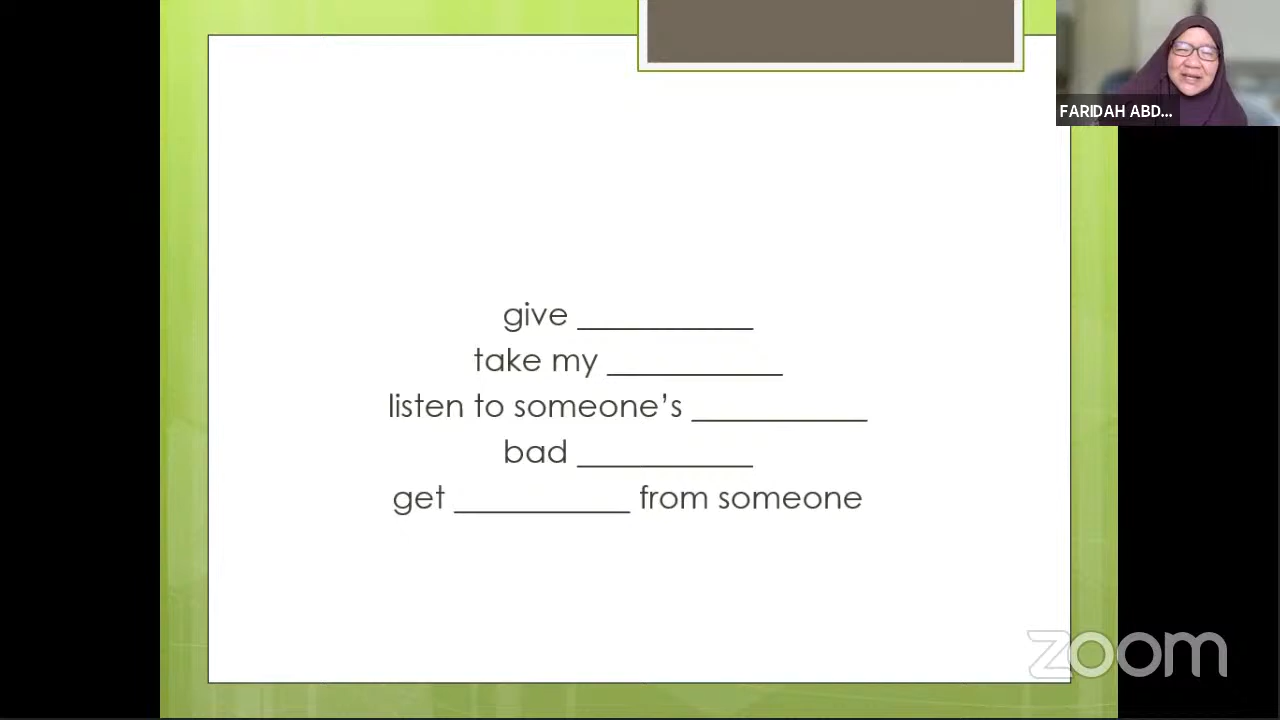 FARIDAH ABD...
give ___________
take my ___________
listen to someone’s ___________
bad ___________
get ___________ from someone
zoom